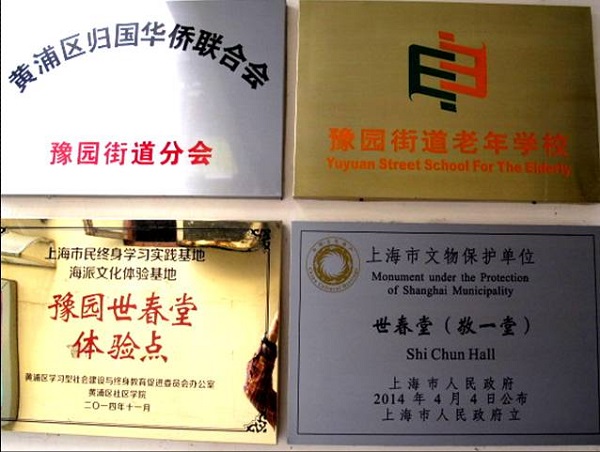 黄浦区归国华侨联合会
豫园街道分会
豫园街道老年学校
Yuyuan Street School For The Elderly
上海市民终身学习实践基地
海派文化体验基地
豫园世春堂
体验点
黄浦区学习型社会建设与终身教育促进委员会办公室
黄浦区社区学院
二〇一四年十一月
上海市文物保护单位
Monument under the Protection
of Shanghai Municipality
世春堂（敬一堂）
Shi Chun Hall
上海市人民政府
2014年4月4日公布
上海市人民政府立